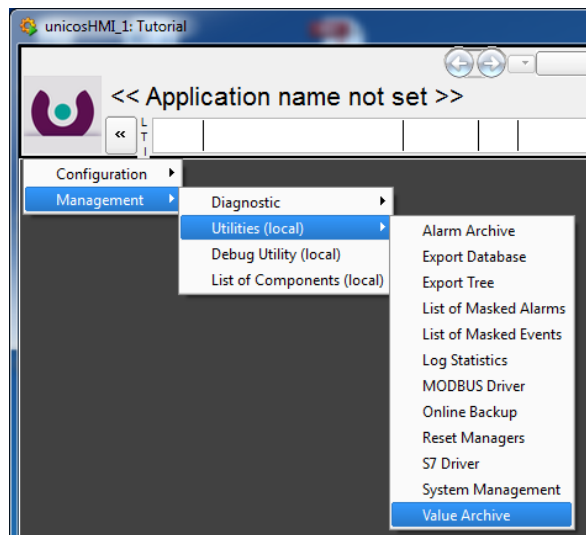 unicosHMI_1: Tutorial
<< Application name not set >>
«
L
T
I
Configuration
Management
Diagnostic
Utilities (local)
Debug Utility (local)
List of Components (local)
Alarm Archive
Export Database
Export Tree
List of Masked Alarms
List of Masked Events
Log Statistics
MODBUS Driver
Online Backup
Reset Managers
S7 Driver
System Management
Value Archive